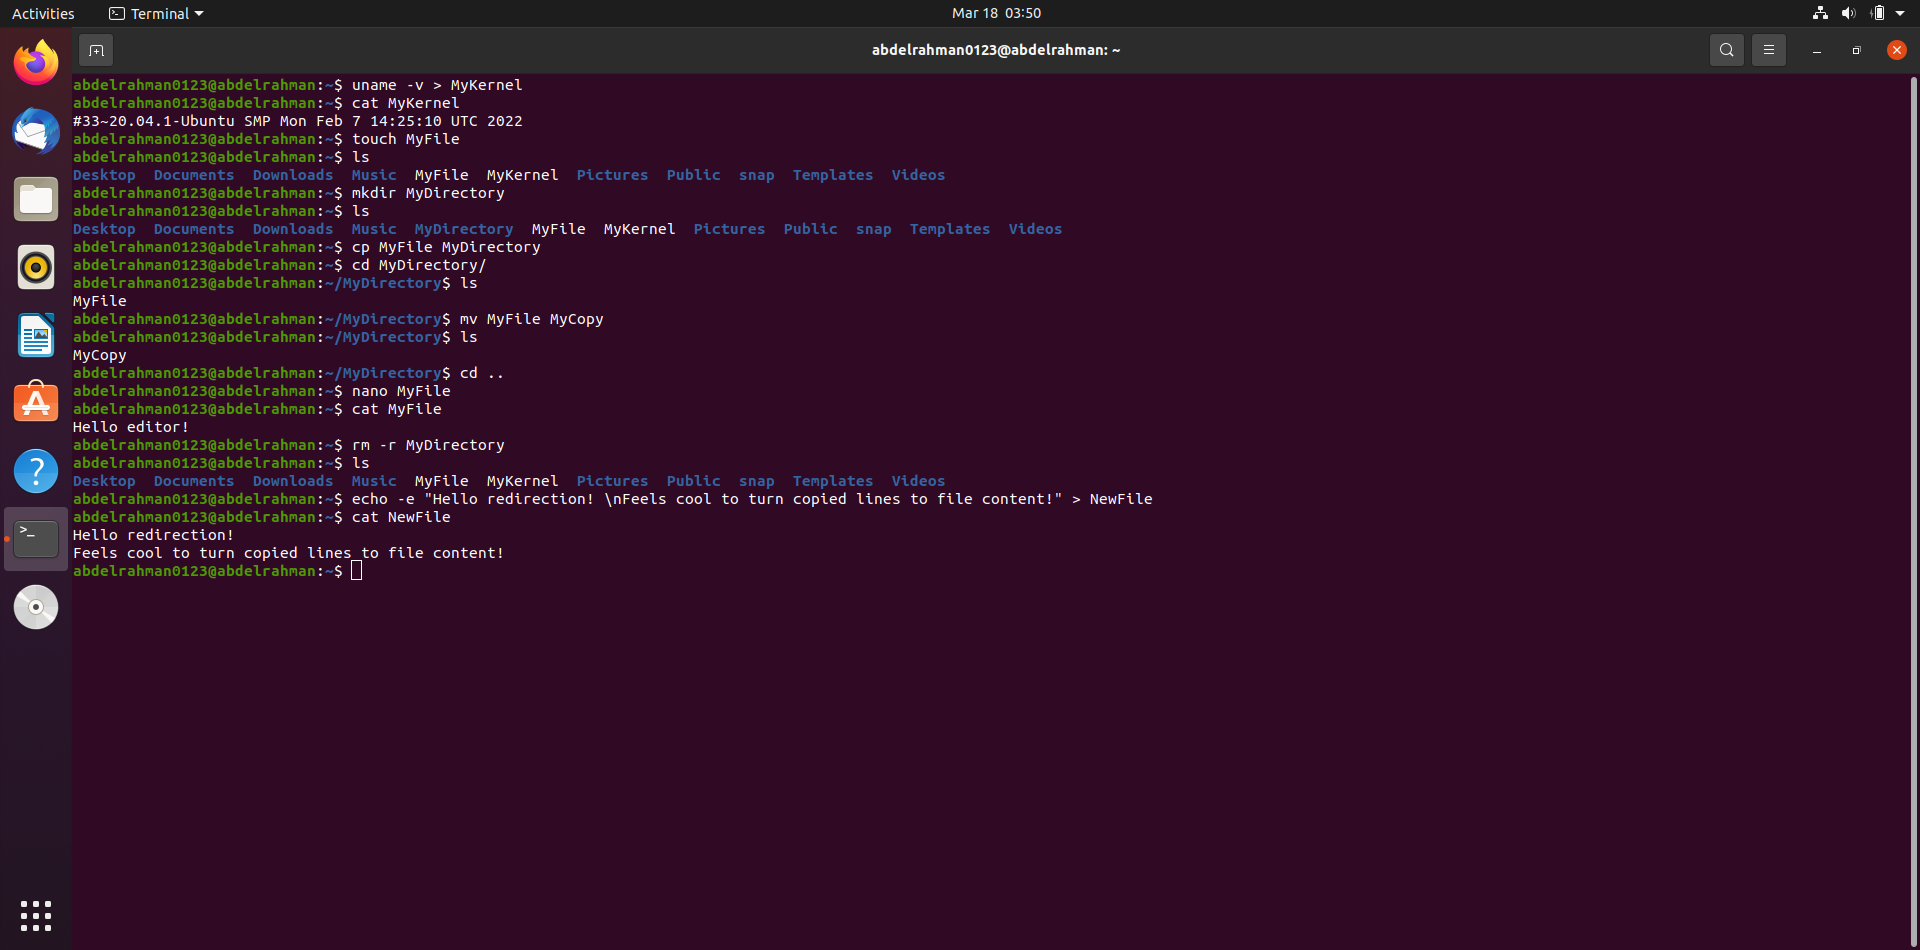 Activities Terminal Mar 18 03:50
abdelrahman0123@abdelrahman: ~
abdelrahman0123@abdelrahman:~$ uname -v > MyKernel
abdelrahman0123@abdelrahman:~$ cat MyKernel
#33~20.04.1-Ubuntu SMP Mon Feb 7 14:25:10 UTC 2022
abdelrahman0123@abdelrahman:~$ touch MyFile
abdelrahman0123@abdelrahman:~$ ls
Desktop Documents Downloads Music MyFile MyKernel Pictures Public snap Templates Videos
abdelrahman0123@abdelrahman:~$ mkdir MyDirectory
abdelrahman0123@abdelrahman:~$ ls
Desktop Documents Downloads Music MyDirectory MyFile MyKernel Pictures Public snap Templates Videos
abdelrahman0123@abdelrahman:~$ cp MyFile MyDirectory
abdelrahman0123@abdelrahman:~$ cd MyDirectory/
abdelrahman0123@abdelrahman:~/MyDirectory$ ls
MyFile
abdelrahman0123@abdelrahman:~/MyDirectory$ mv MyFile MyCopy
abdelrahman0123@abdelrahman:~/MyDirectory$ ls
MyCopy
abdelrahman0123@abdelrahman:~/MyDirectory$ cd ..
abdelrahman0123@abdelrahman:~$ nano MyFile
abdelrahman0123@abdelrahman:~$ cat MyFile
Hello editor!
abdelrahman0123@abdelrahman:~$ rm -r MyDirectory
abdelrahman0123@abdelrahman:~$ ls
Desktop Documents Downloads Music MyFile MyKernel Pictures Public snap Templates Videos
abdelrahman0123@abdelrahman:~$ echo -e "Hello redirection! \nFeels cool to turn copied lines to file content!" > NewFile
abdelrahman0123@abdelrahman:~$ cat NewFile
Hello redirection!
Feels cool to turn copied lines to file content!
abdelrahman0123@abdelrahman:~$